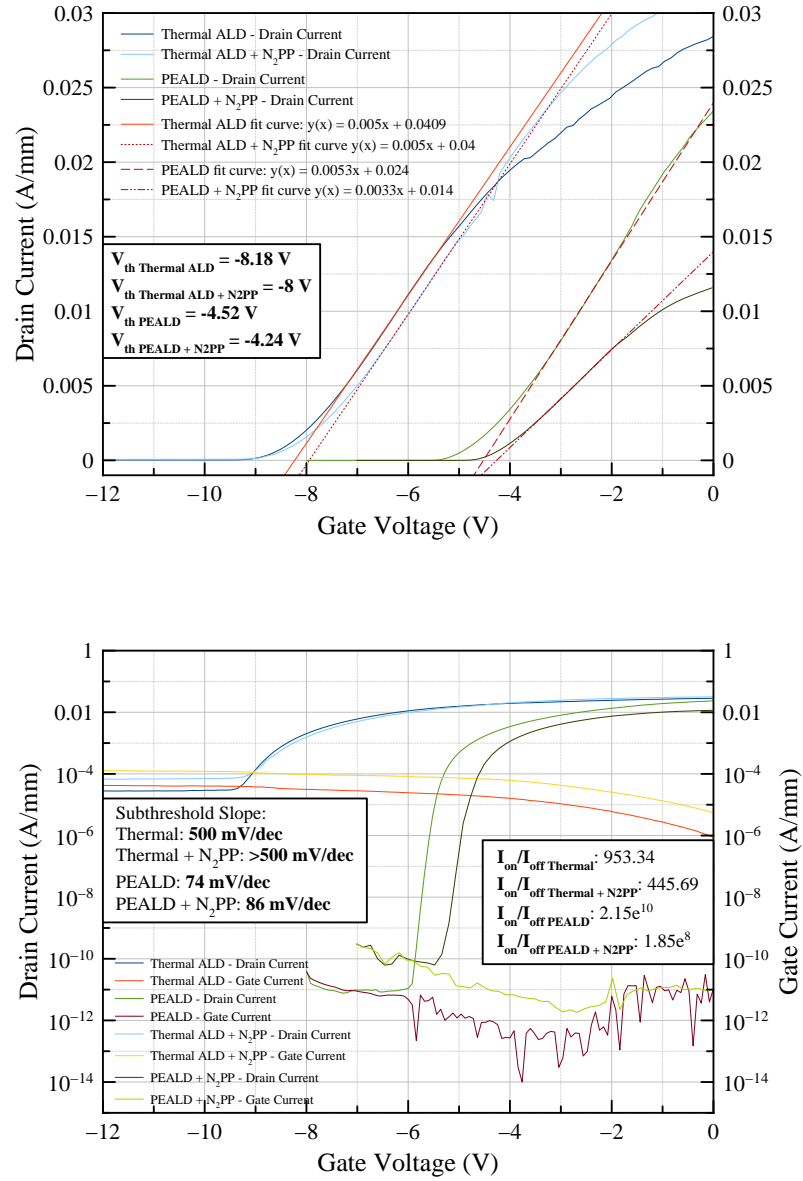 0.03
0.025
0.02
0.015
0.01
0.005
0
0.03
0.025
0.02
0.015
0.01
0.005
0
Drain Current (A/mm)
Thermal ALD - Drain Current
Thermal ALD + N2PP - Drain Current
PEALD - Drain Current
PEALD + N2PP - Drain Current
Thermal ALD fit curve: y(x) = 0.005x + 0.0409
Thermal ALD + N2PP fit curve y(x) = 0.005x + 0.04
PEALD fit curve: y(x) = 0.0053x + 0.024
PEALD + N2PP fit curve y(x) = 0.0033x + 0.014
Vth Thermal ALD = -8.18 V
Vth Thermal ALD + N2PP = -8 V
Vth PEALD = -4.52 V
Vth PEALD + N2PP = -4.24 V
−12 −10 −8 −6 −4 −2 0
Gate Voltage (V)
1
0.01
10−4
10−6
10−8
10−10
10−12
10−14
1
0.01
10−4
10−6
10−8
10−10
10−12
10−14
Drain Current (A/mm)
Gate Current (A/mm)
Subthreshold Slope:
Thermal: 500 mV/dec
Thermal + N2PP: >500 mV/dec
PEALD: 74 mV/dec
PEALD + N2PP: 86 mV/dec
Ion/Ioff Thermal: 953.34
Ion/Ioff Thermal + N2PP: 445.69
Ion/Ioff PEALD: 2.15e10
Ion/Ioff PEALD + N2PP: 1.85e8
Thermal ALD - Drain Current
Thermal ALD - Gate Current
PEALD - Drain Current
PEALD - Gate Current
Thermal ALD + N2PP - Drain Current
Thermal ALD + N2PP - Gate Current
PEALD + N2PP - Drain Current
PEALD + N2PP - Gate Current
−12 −10 −8 −6 −4 −2 0
Gate Voltage (V)